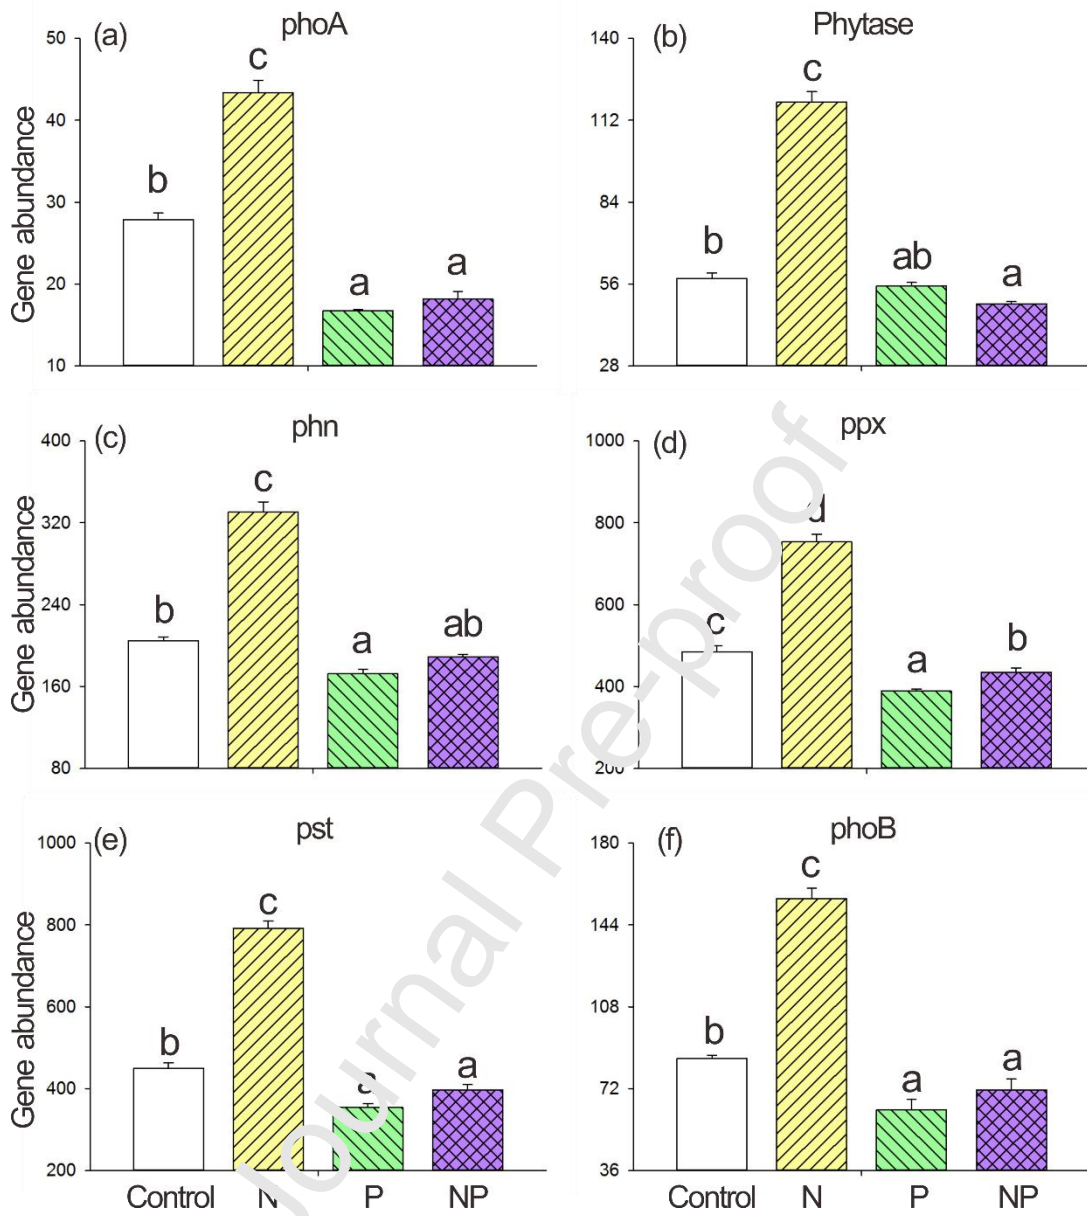 (a) phoA
50
40
30
20
10
Gene abundance
b
c
a
a
(b) Phytase
140
112
84
56
28
b
c
ab
a
(c) phn
400
320
240
160
80
Gene abundance
b
c
a
ab
(d) ppx
1000
800
600
400
200
c
d
a
b
(e) pst
1000
800
600
400
200
Gene abundance
b
c
a
a
Control N P NP
(f) phoB
180
144
108
72
36
b
c
a
a
Control N P NP
Journal Pre-proof